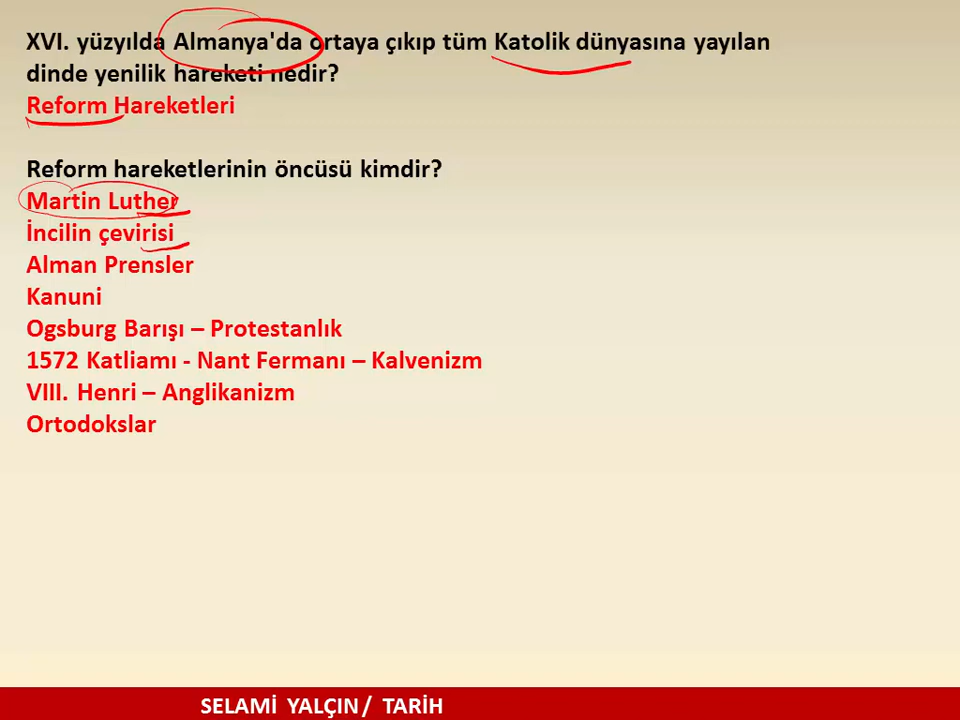 XVI. yüzyılda Almanya'da ortaya çıkıp tüm Katolik dünyasına yayılan
dinde yenilik hareketi nedir?
Reform Hareketleri
Reform hareketlerinin öncüsü kimdir?
Martin Luther
İncilin çevirisi
Alman Prensler
Kanuni
Ogsburg Barışı – Protestanlık
1572 Katliamı - Nant Fermanı – Kalvenizm
VIII. Henri – Anglikanizm
Ortodokslar
SELAMİ YALÇIN / TARİH